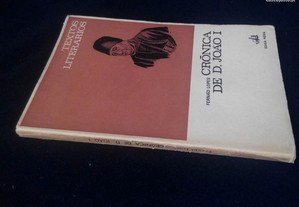 TEXTOS
LITERÁRIOS
FERNÃO LOPES
CRÓNICA
DE D. JOÃO I